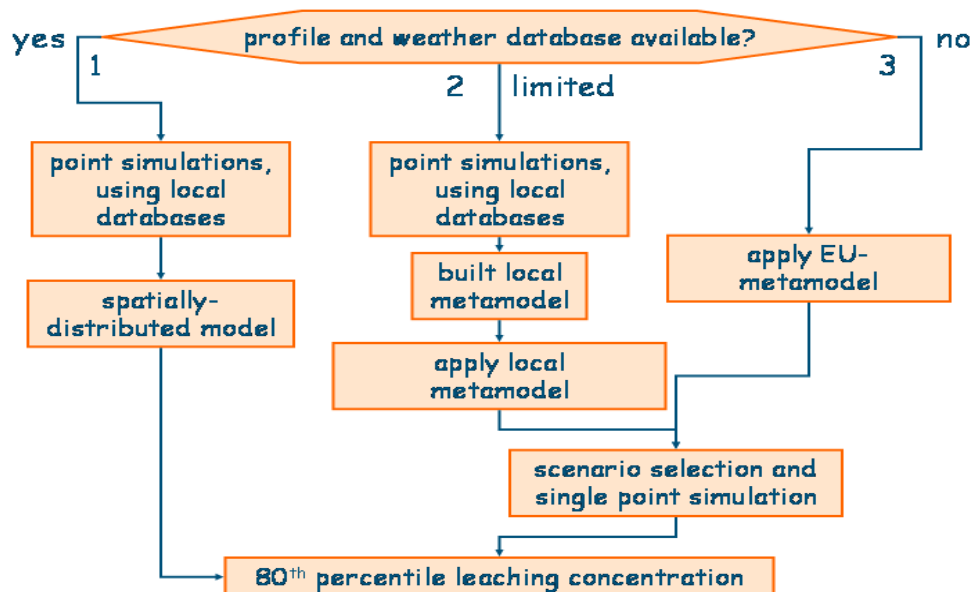 profile and weather database available?
yes
no
1
2
limited
3
point simulations,
using local
databases
point simulations,
using local
databases
apply EU-
metamodel
built local
metamodel
spatially-
distributed model
apply local
metamodel
scenario selection and
single point simulation
80th percentile leaching concentration